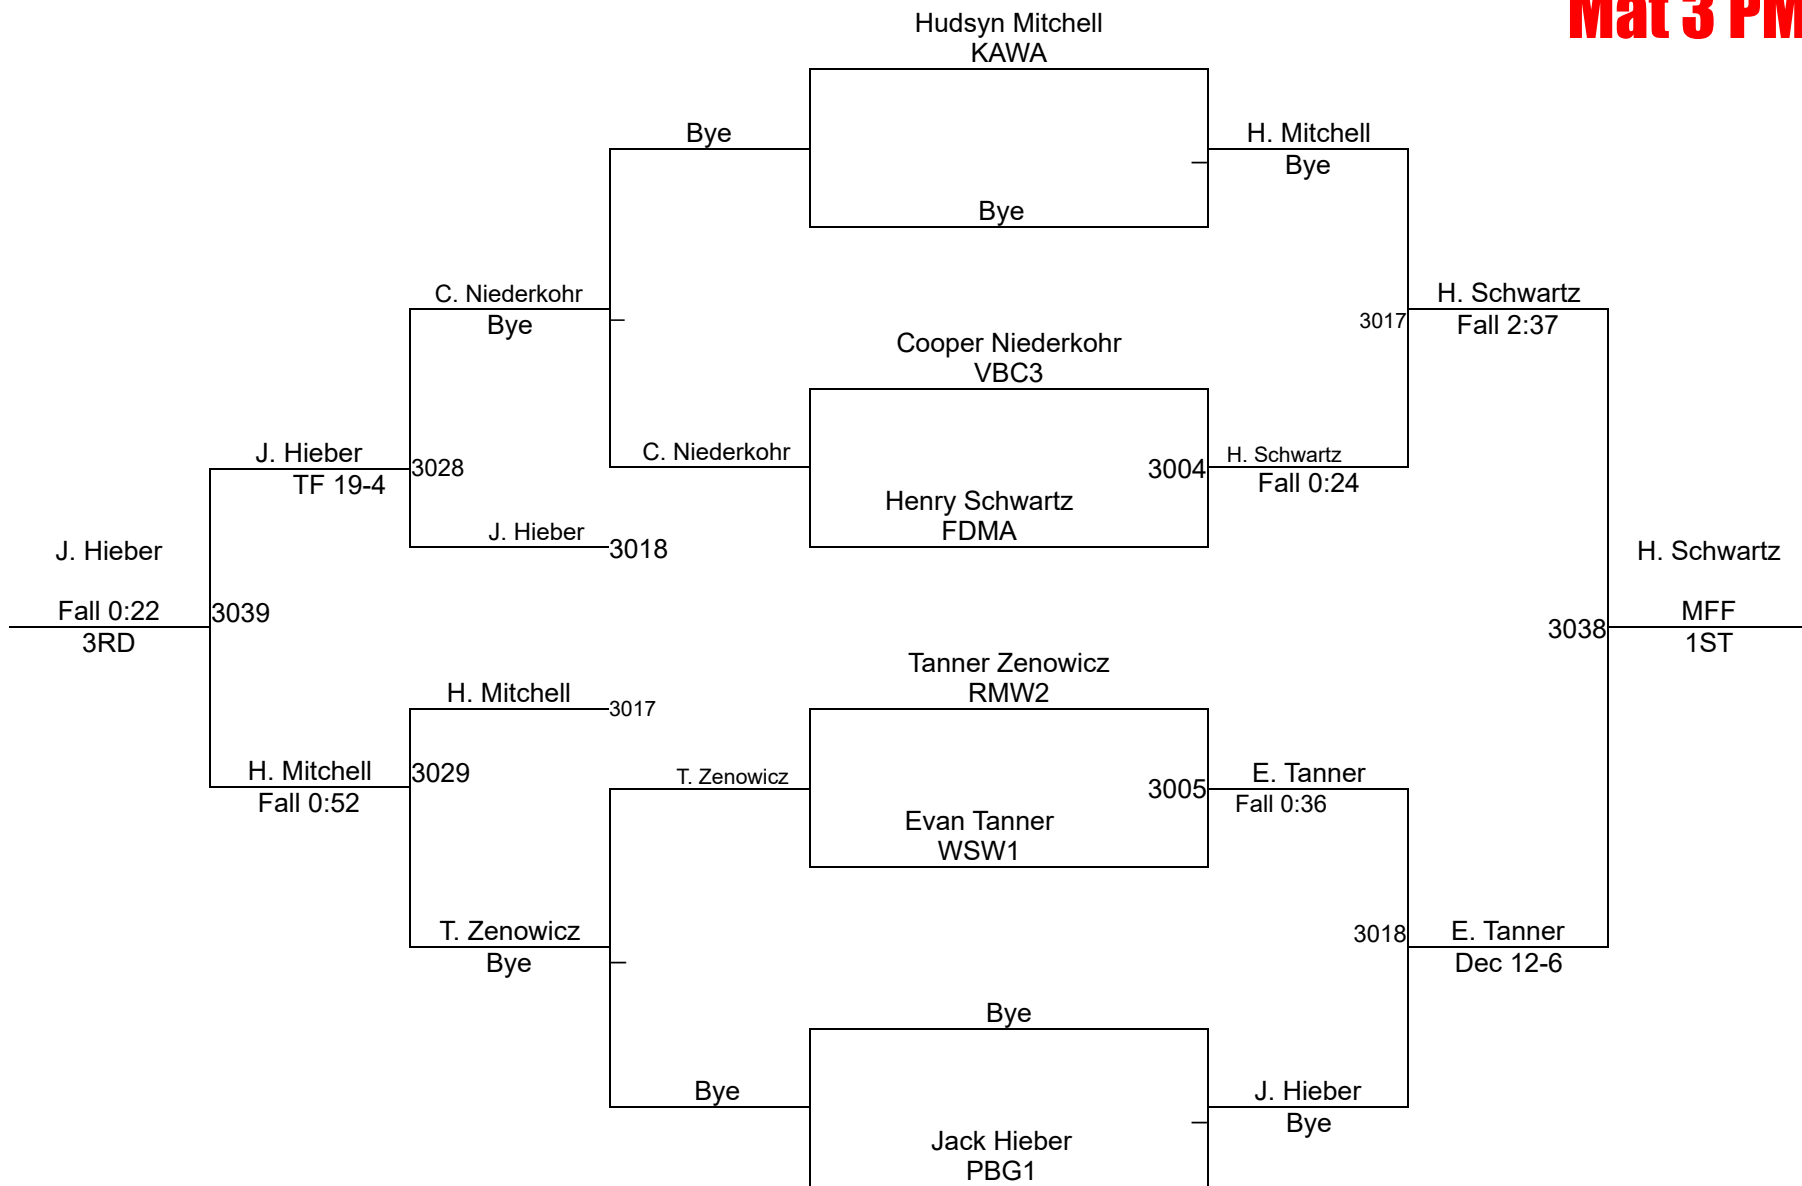 Mat 3 PM
Hudsyn Mitchell
KAWA
Bye
H. Mitchell
Bye
Bye
C. Niederkohr
Bye
H. Schwartz
3017
Fall 2:37
Cooper Niederkohr
VBC3
J. Hieber
3028
TF 19-4
C. Niederkohr
3004
H. Schwartz
Fall 0:24
Henry Schwartz
FDMA
J. Hieber
3018
J. Hieber
Fall 0:22
3039
3RD
H. Schwartz
3038
MFF
1ST
Tanner Zenowicz
RMW2
H. Mitchell
3017
H. Mitchell
3029
Fall 0:52
T. Zenowicz
3005
E. Tanner
Fall 0:36
Evan Tanner
WSW1
T. Zenowicz
Bye
3018
E. Tanner
Dec 12-6
Bye
Bye
J. Hieber
Bye
Jack Hieber
PBG1